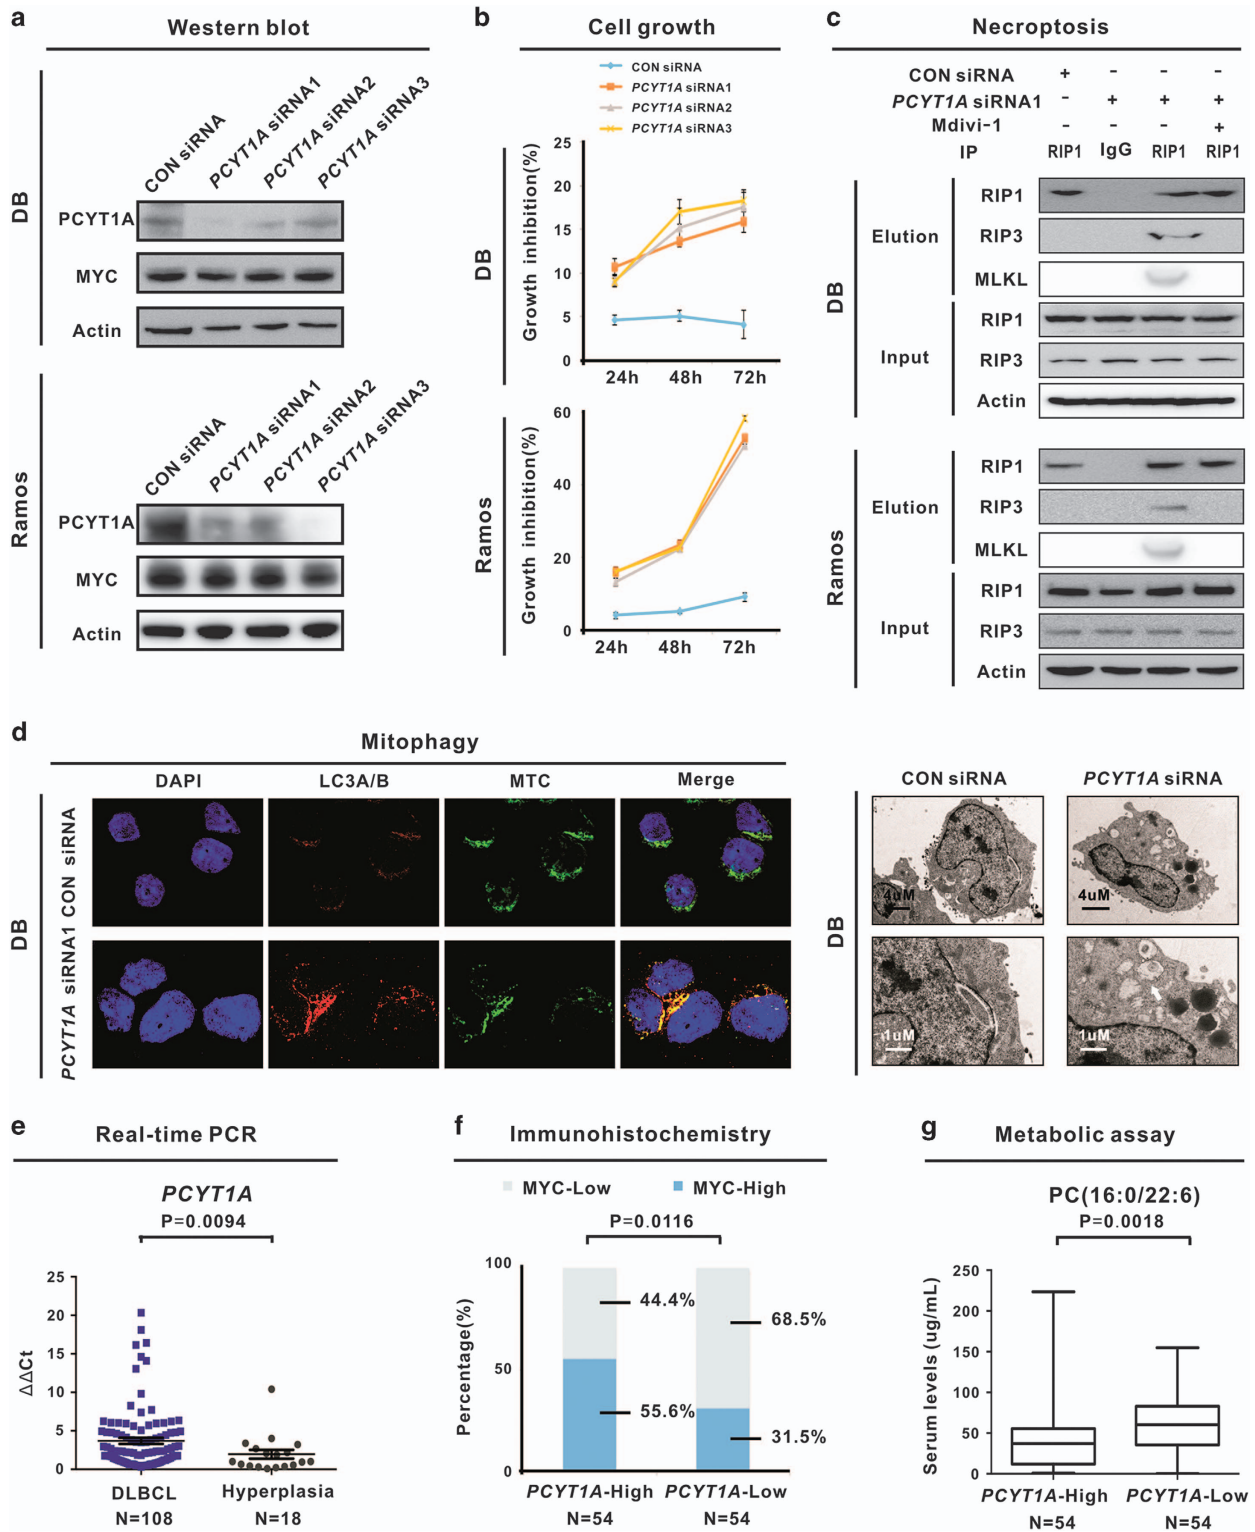 a
Western blot
DB
CON siRNA
PCYT1A siRNA1
PCYT1A siRNA2
PCYT1A siRNA3
PCYT1A
MYC
Actin
Ramos
CON siRNA
PCYT1A siRNA1
PCYT1A siRNA2
PCYT1A siRNA3
PCYT1A
MYC
Actin
b
Cell growth
CON siRNA
PCYT1A siRNA1
PCYT1A siRNA2
PCYT1A siRNA3
DB
Growth inhibition(%)
25
20
15
10
5
0
24h 48h 72h
Ramos
Growth inhibition(%)
60
40
20
0
24h 48h 72h
c
Necroptosis
CON siRNA + - - -
PCYT1A siRNA1 - + + +
Mdivi-1 - - - +
IP RIP1 IgG RIP1 RIP1
DB
Elution
RIP1
RIP3
MLKL
Input
RIP1
RIP3
Actin
Ramos
Elution
RIP1
RIP3
MLKL
Input
RIP1
RIP3
Actin
d
Mitophagy
DAPI LC3A/B MTC Merge
DB
CON siRNA
PCYT1A siRNA1
CON siRNA PCYT1A siRNA
DB
4uM 4uM
1uM 1uM
e
Real-time PCR
PCYT1A
P=0.0094
ΔΔCt
25
20
15
10
5
0
DLBCL Hyperplasia
N=108 N=18
f
Immunohistochemistry
MYC-Low MYC-High
P=0.0116
Percentage(%)
100
50
0
44.4%
55.6%
68.5%
31.5%
PCYT1A-High PCYT1A-Low
N=54 N=54
g
Metabolic assay
PC(16:0/22:6)
P=0.0018
Serum levels (ug/mL)
250
200
150
100
50
0
PCYT1A-High PCYT1A-Low
N=54 N=54